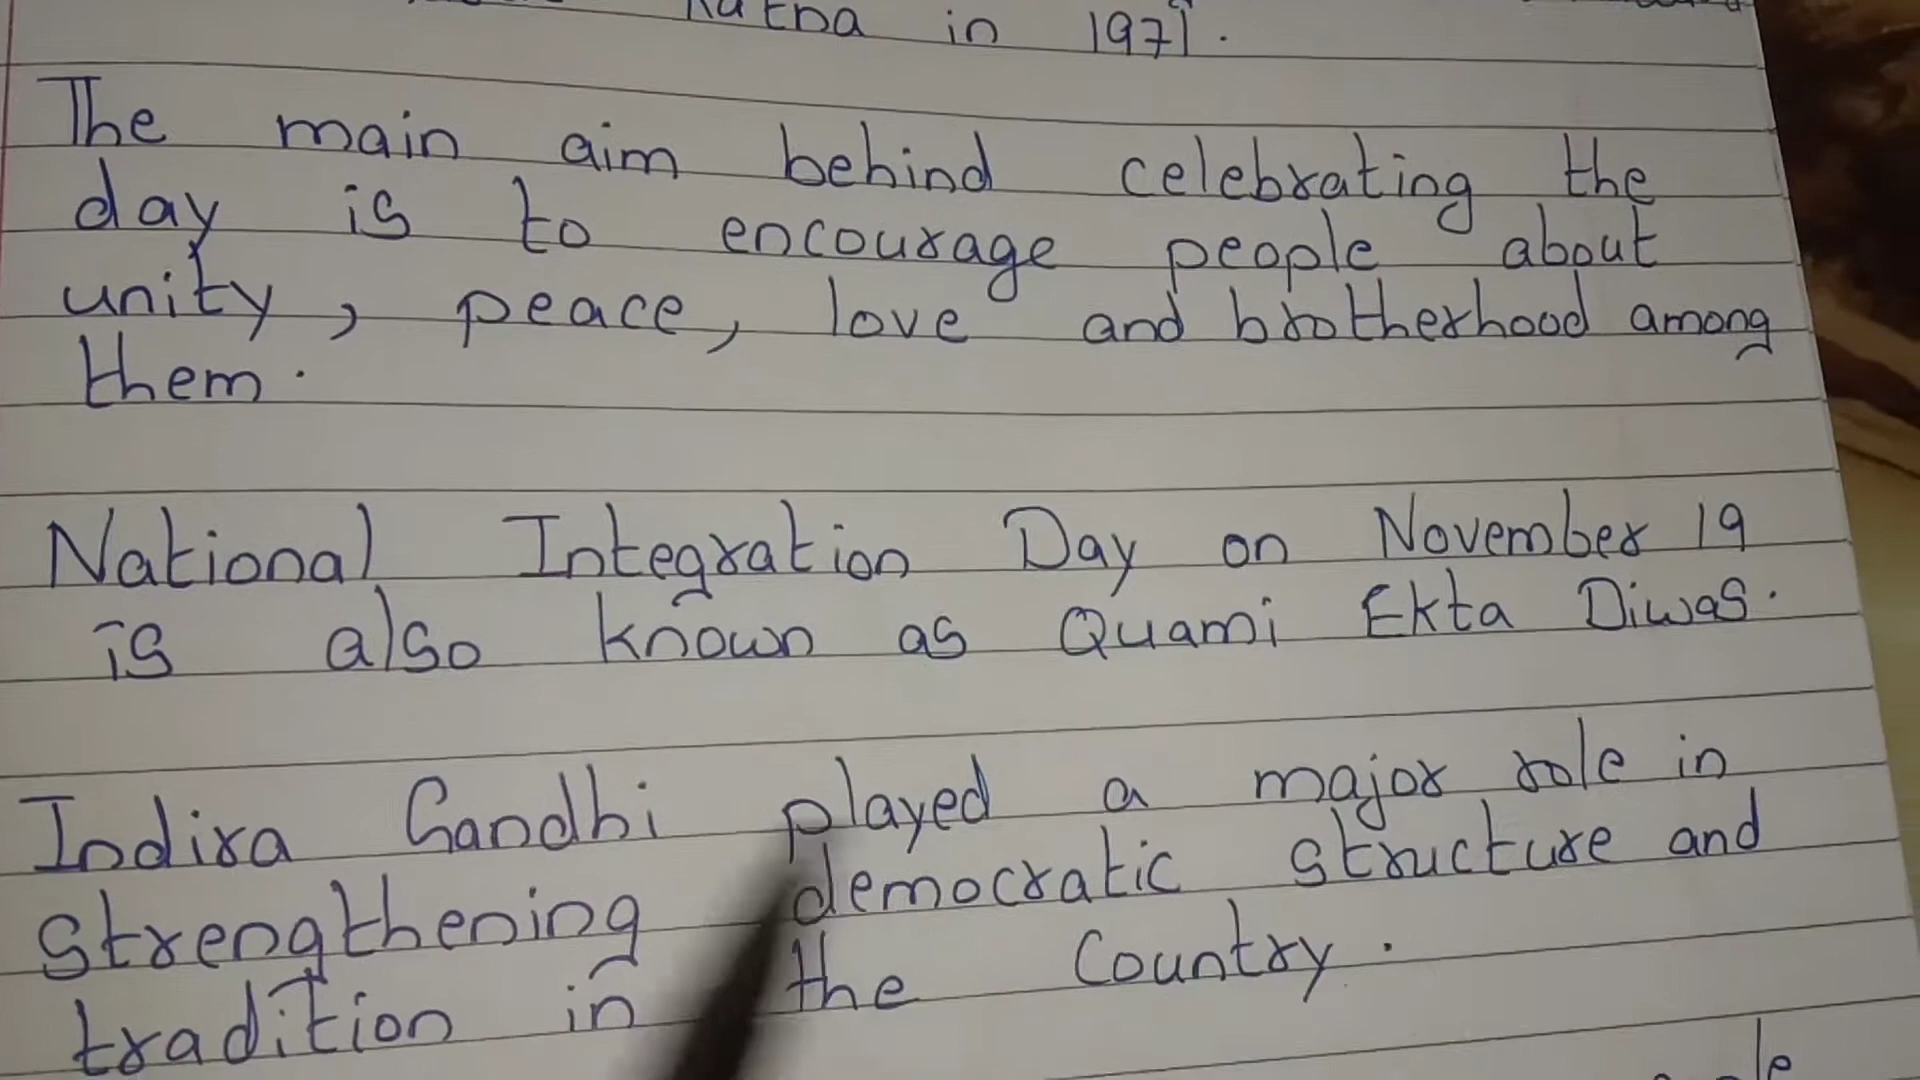 Ratna in 1971.
The main aim behind celebrating the
day is to encourage people about
unity, peace, love and brotherhood among
them.
National Integration Day on November 19
is also known as Quami Ekta Diwas.
Indira Gandhi played a major role in
strengthening democratic structure and
tradition in the Country.